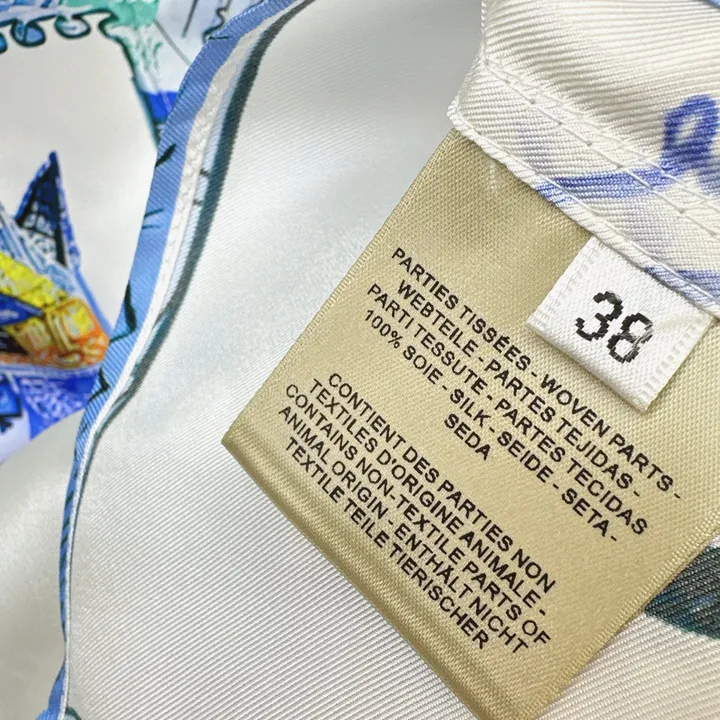 38
PARTIES TISSÉES - WOVEN PARTS -
WEBTEILE - PARTES TEJIDAS -
PARTI TESSUTE - PARTES TECIDAS
100% SOIE - SILK - SEIDE - SETA -
SEDA
CONTIENT DES PARTIES NON
TEXTILES D'ORIGINE ANIMALE -
CONTAINS NON-TEXTILE PARTS OF
ANIMAL ORIGIN - ENTHÄLT NICHT
TEXTILE TEILE TIERISCHER